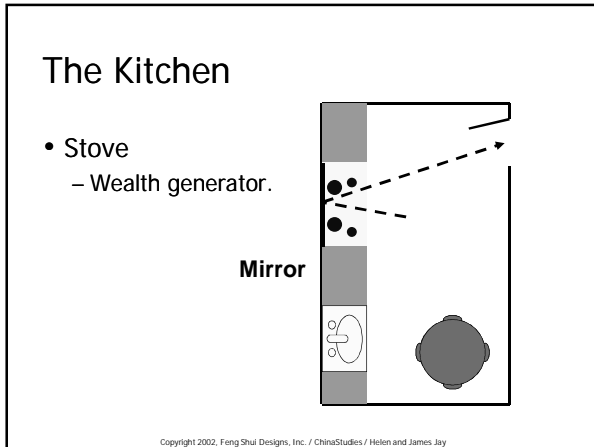 The Kitchen
• Stove
– Wealth generator.
Mirror
Copyright 2002, Feng Shui Designs, Inc. / ChinaStudies / Helen and James Jay